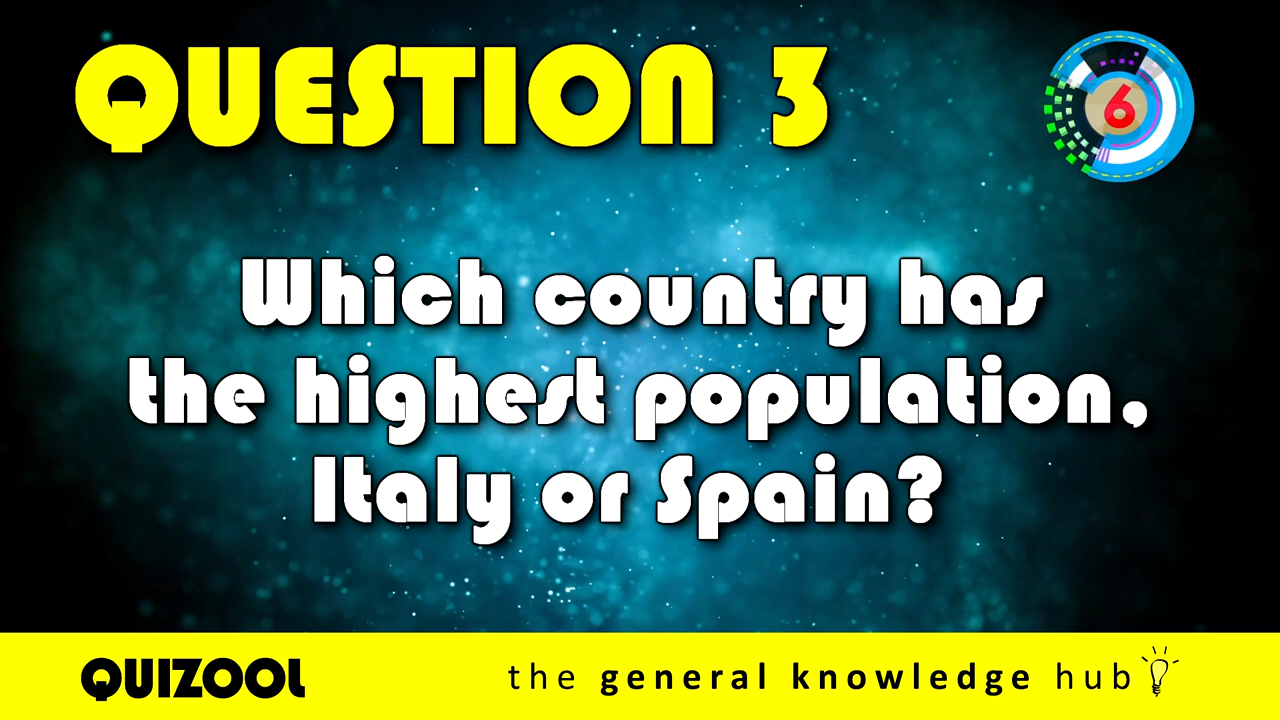 QUESTION 3
6
Which country has
the highest population,
Italy or Spain?
QUIZOOL
the general knowledge hub